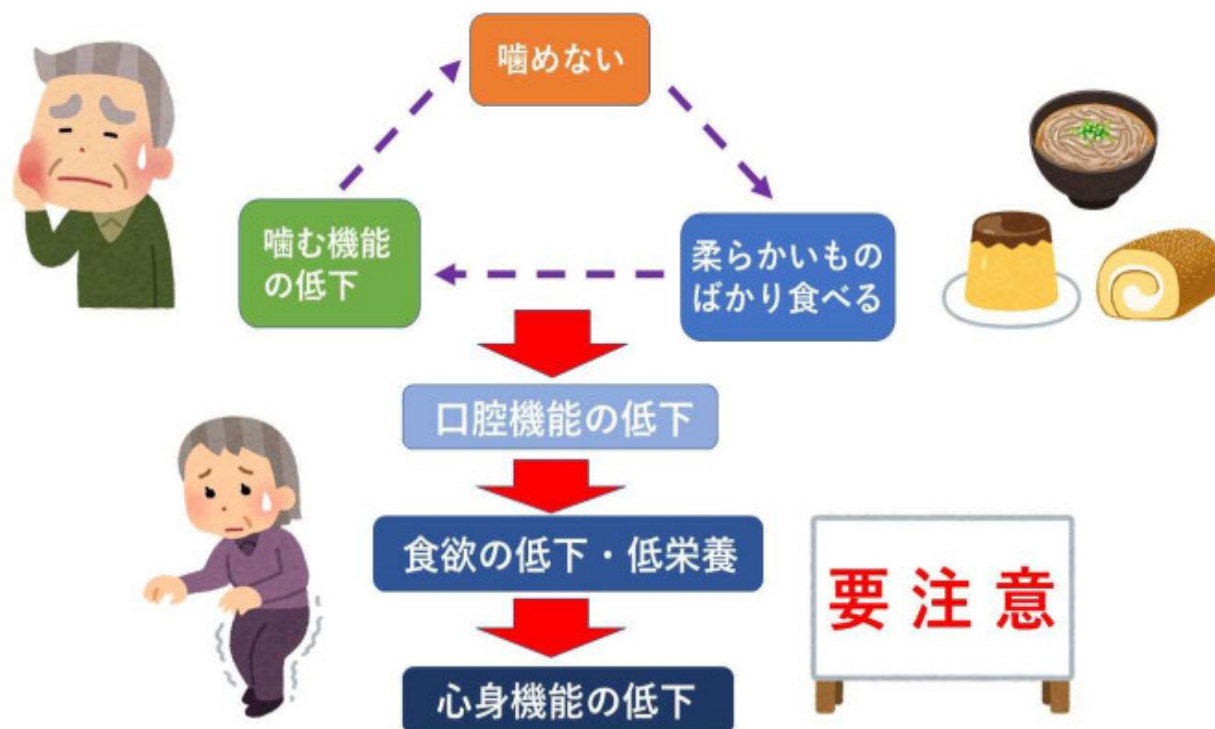 噛めない
噛む機能
の低下
柔らかいもの
ばかり食べる
口腔機能の低下
食欲の低下・低栄養
心身機能の低下
要注意